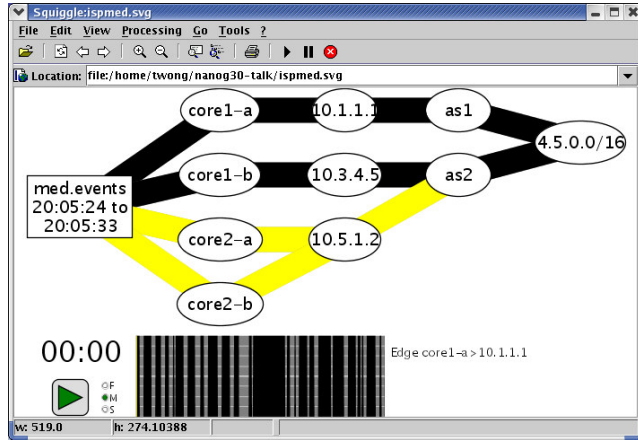 Squiggle:ispmed.svg
File Edit View Processing Go Tools ?
Location: file:/home/twong/nanog30-talk/ispmed.svg
core1-a
10.1.1.1
as1
4.5.0.0/16
core1-b
10.3.4.5
as2
med.events
20:05:24 to
20:05:33
core2-a
10.5.1.2
core2-b
00:00
F
M
S
Edge core1-a>10.1.1.1
w: 519.0 h: 274.10388